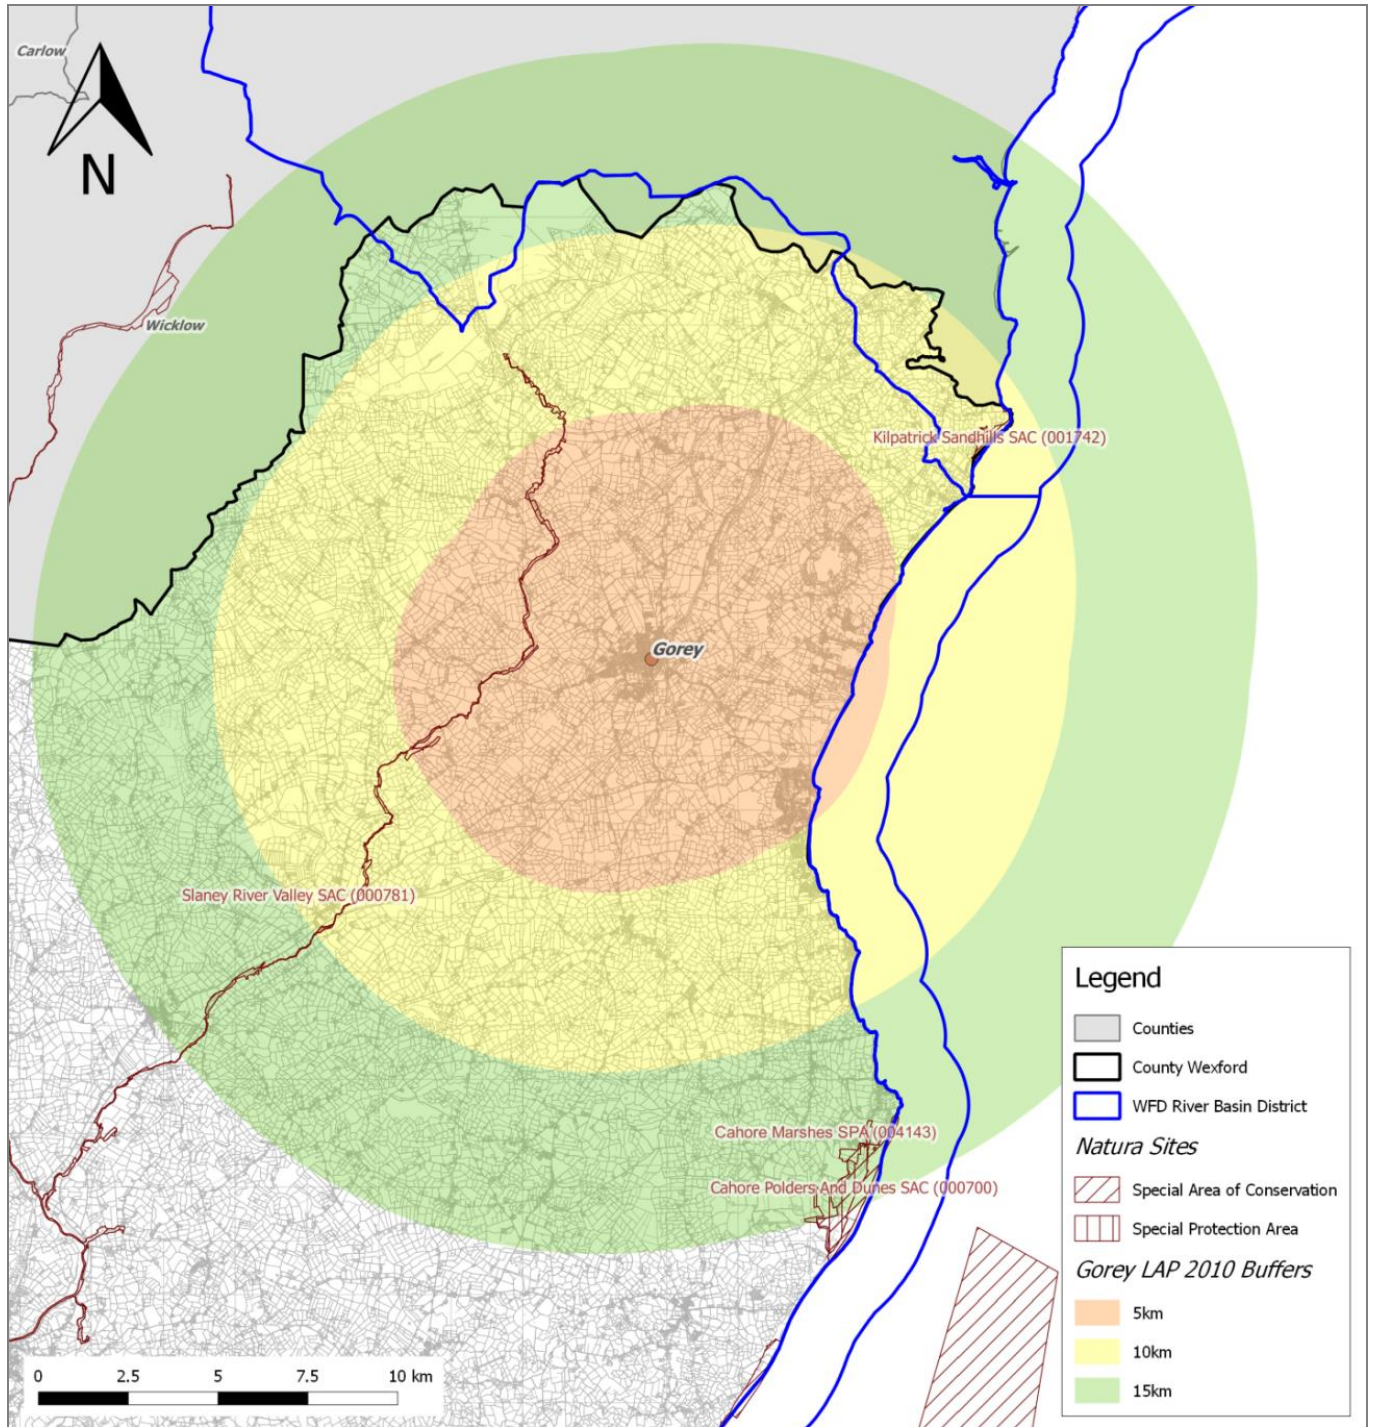 Carlow
N
Wicklow
Kilpatrick Sandhills SAC (001742)
Gorey
Slaney River Valley SAC (000781)
Cahore Marshes SPA (004143)
Cahore Polders And Dunes SAC (000700)
Legend
Counties
County Wexford
WFD River Basin District
Natura Sites
Special Area of Conservation
Special Protection Area
Gorey LAP 2010 Buffers
5km
10km
15km
0 2.5 5 7.5 10 km